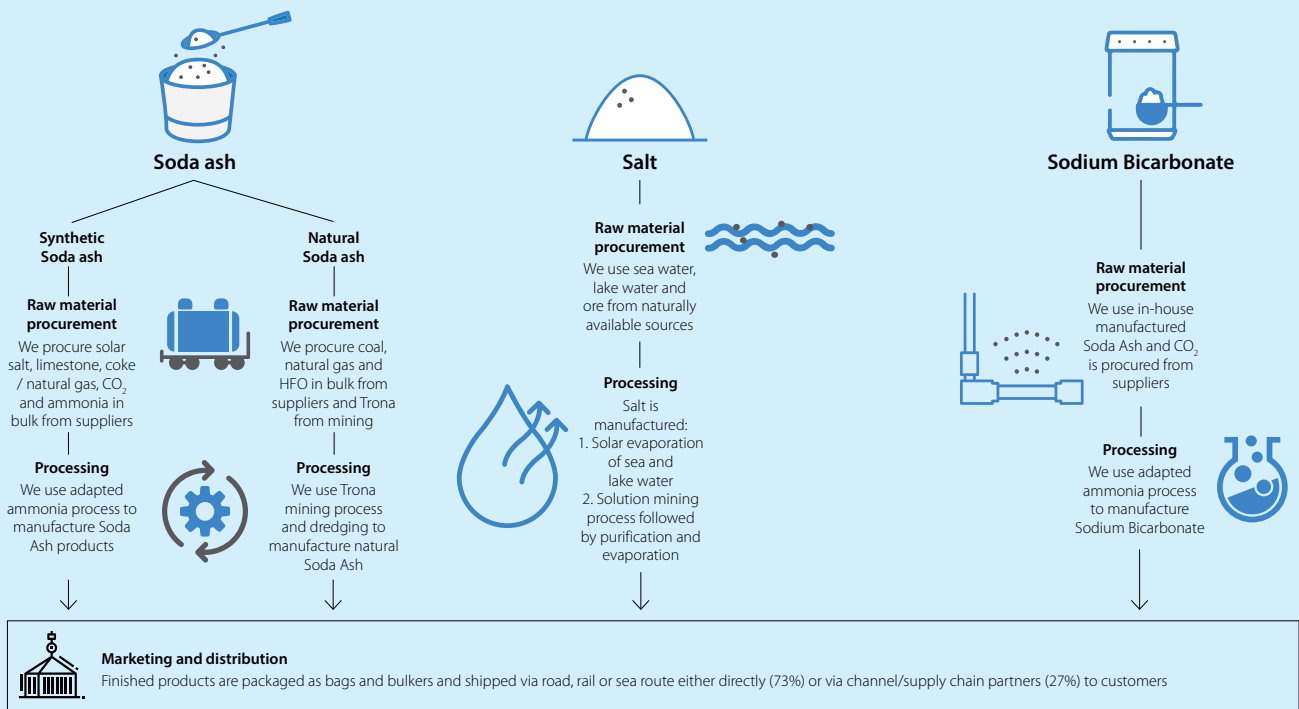 Soda ash
Synthetic
Soda ash
Raw material
procurement
We procure solar
salt, limestone, coke
/ natural gas, CO₂
and ammonia in
bulk from suppliers
Processing
We use adapted
ammonia process to
manufacture Soda
Ash products
Natural
Soda ash
Raw material
procurement
We procure coal,
natural gas and
HFO in bulk from
suppliers and Trona
from mining
Processing
We use Trona
mining process
and dredging to
manufacture natural
Soda Ash
Salt
Raw material
procurement
We use sea water,
lake water and
ore from naturally
available sources
Processing
Salt is
manufactured:
1. Solar evaporation
of sea and
lake water
2. Solution mining
process followed
by purification and
evaporation
Sodium Bicarbonate
Raw material
procurement
We use in-house
manufactured
Soda Ash and CO₂
is procured from
suppliers
Processing
We use adapted
ammonia process
to manufacture
Sodium Bicarbonate
Marketing and distribution
Finished products are packaged as bags and bulkers and shipped via road, rail or sea route either directly (73%) or via channel/supply chain partners (27%) to customers